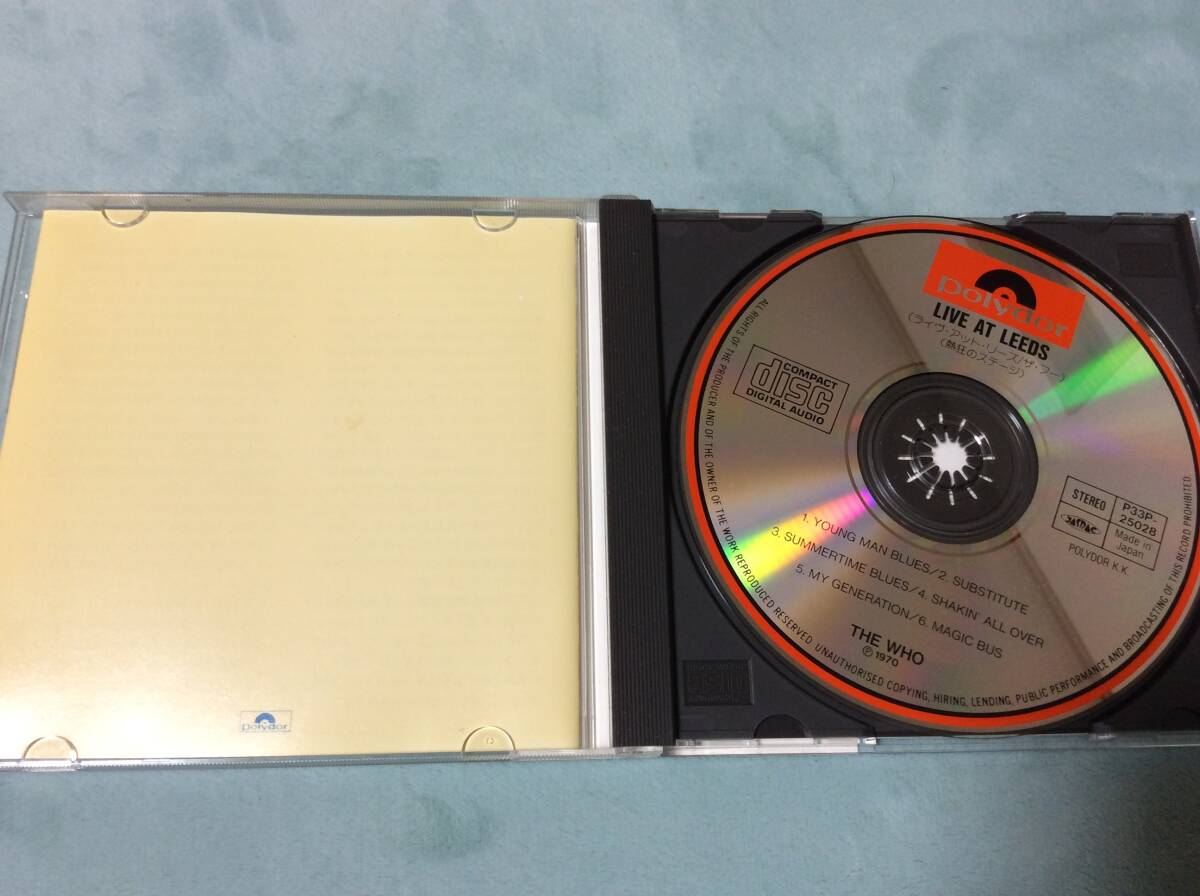 polydor
polydor
LIVE AT LEEDS
(ライヴ・アット・リーズ/ザ・フー)
(熱狂のステージ)
COMPACT
disc
DIGITAL AUDIO
STEREO
P33P-
25028
JASRAC
Made in
Japan
POLYDOR K.K
1. YOUNG MAN BLUES/2. SUBSTITUTE
3. SUMMERTIME BLUES/4. SHAKIN' ALL OVER
5. MY GENERATION/6. MAGIC BUS
THE WHO
℗1970
ALL RIGHTS OF THE PRODUCER AND OF THE OWNER OF THE WORK REPRODUCED RESERVED. UNAUTHORISED COPYING, HIRING, LENDING, PUBLIC PERFORMANCE AND BROADCASTING OF THIS RECORD PROHIBITED